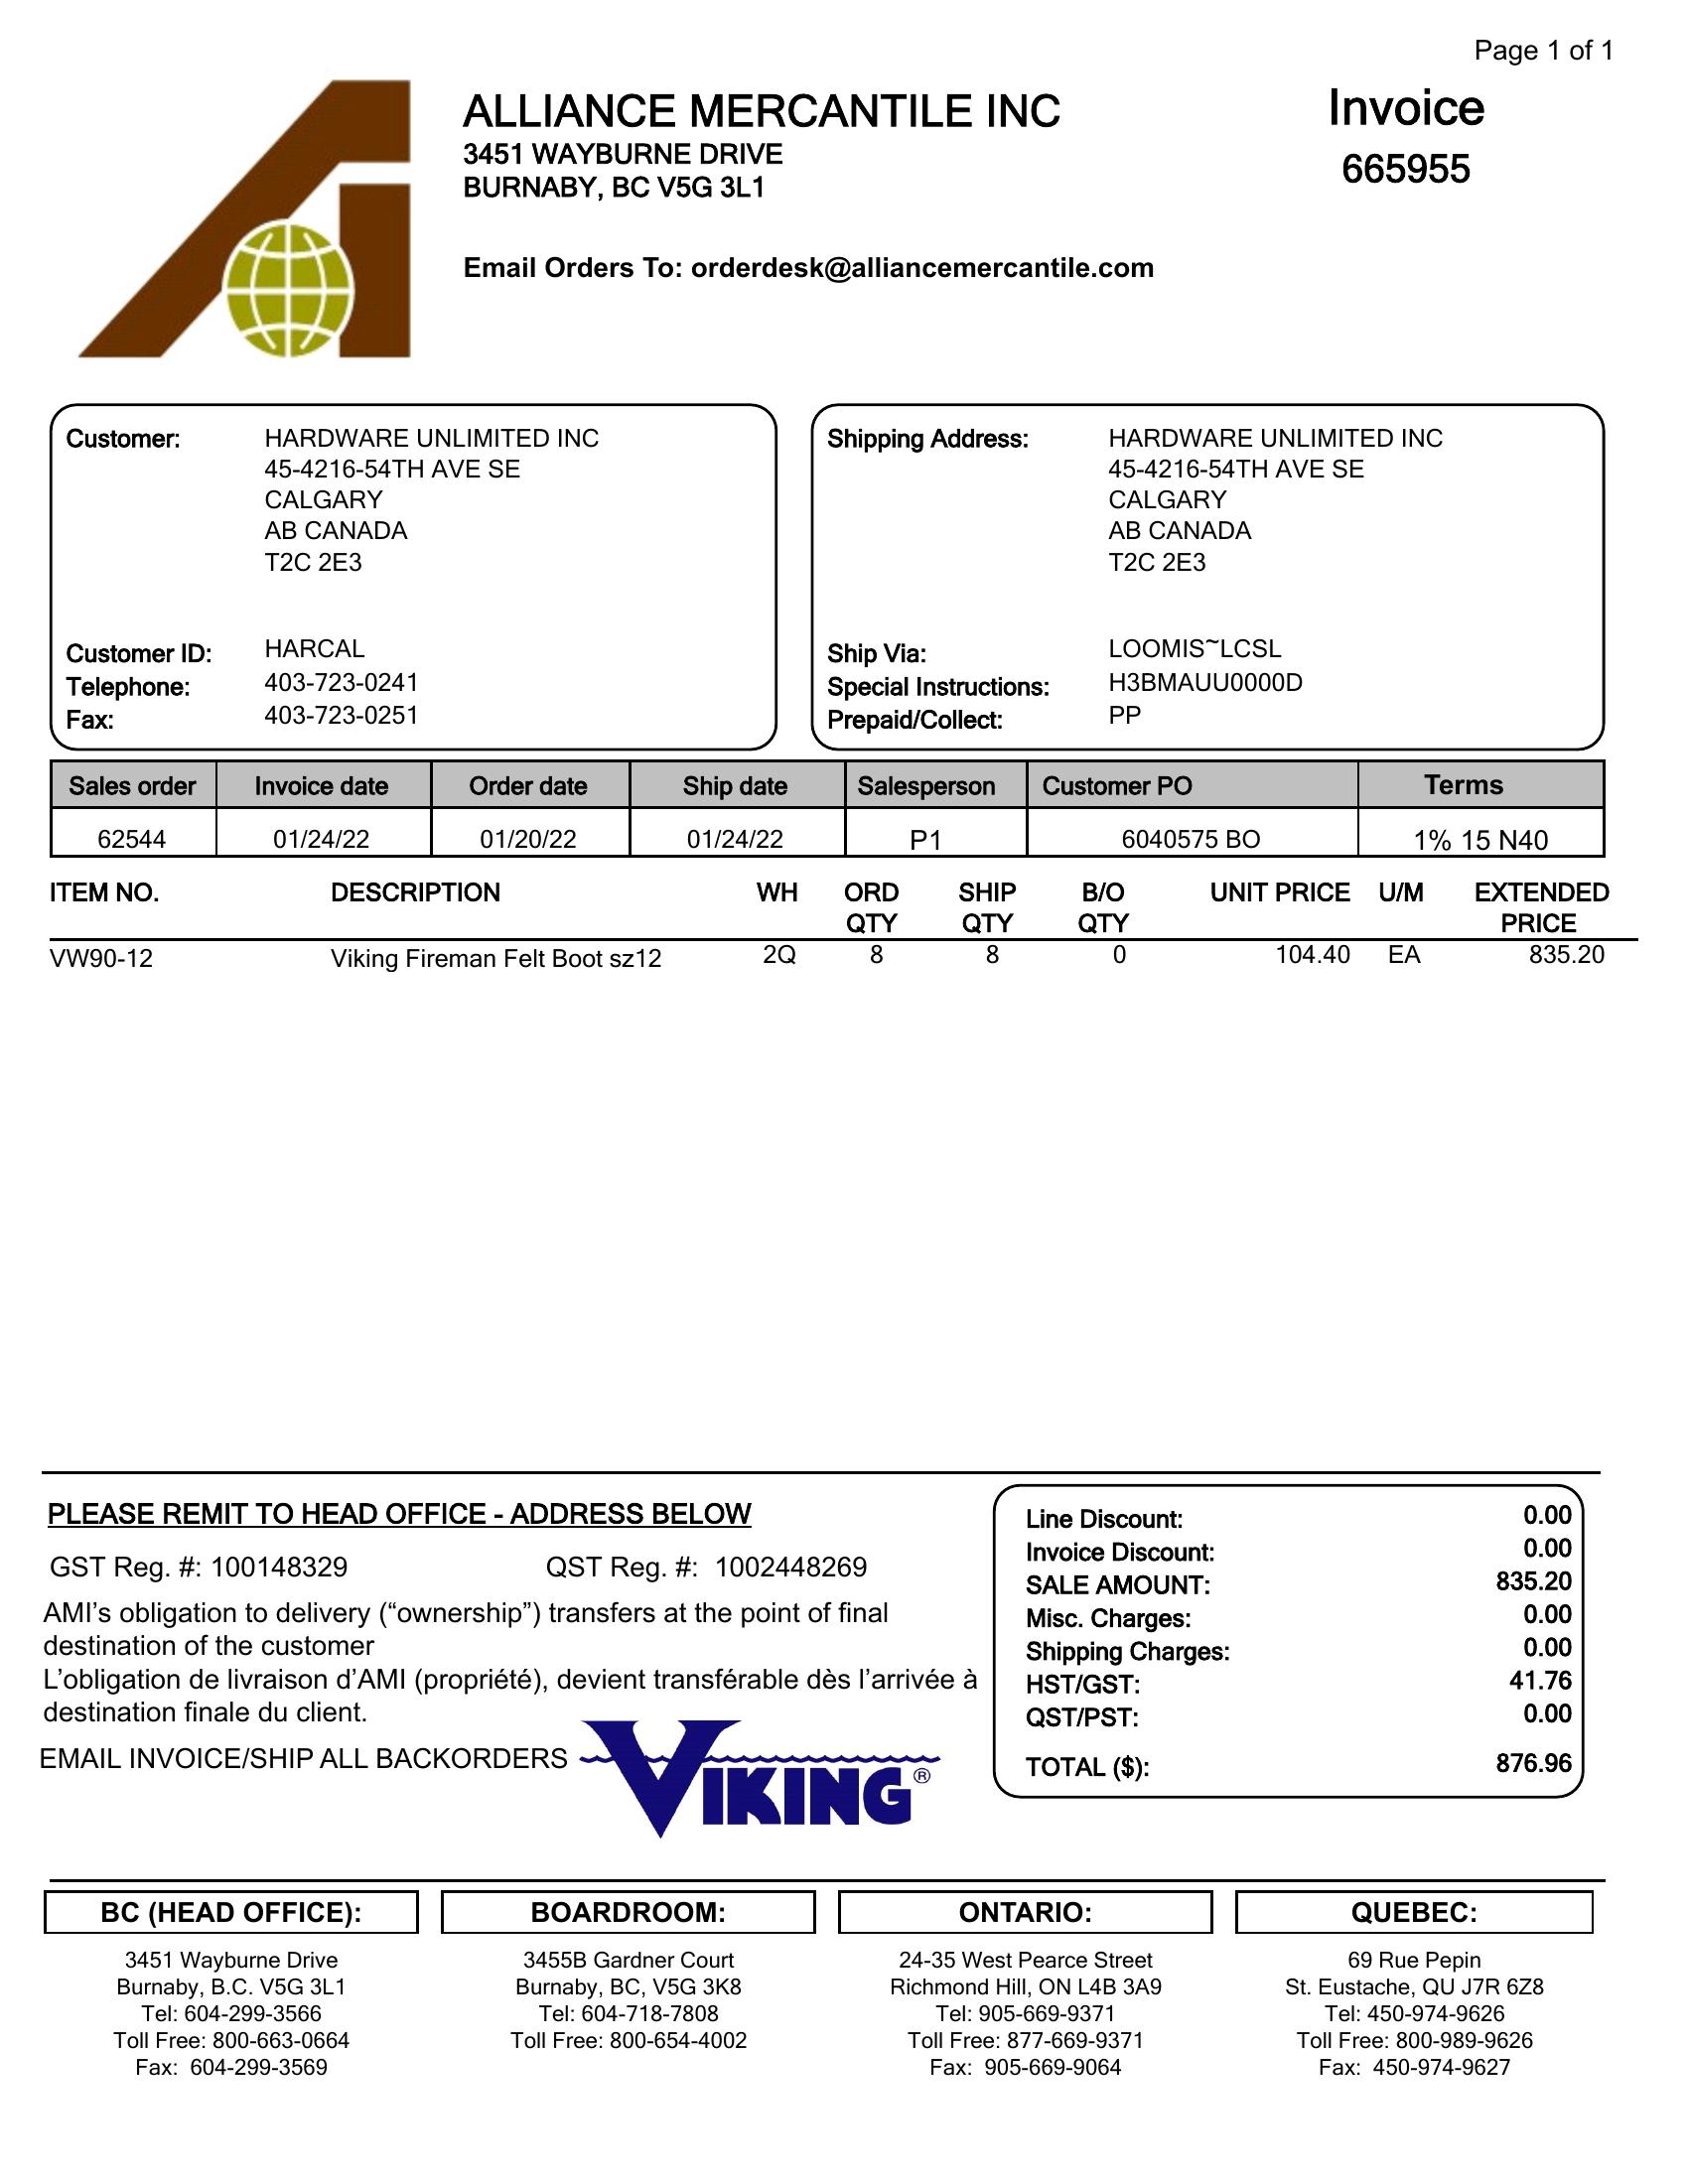 Page 1 of 1
ALLIANCE MERCANTILE INC
3451 WAYBURNE DRIVE
BURNABY, BC V5G 3L1
Email Orders To: orderdesk@alliancemercantile.com
Invoice
665955
Customer: HARDWARE UNLIMITED INC
45-4216-54TH AVE SE
CALGARY
AB CANADA
T2C 2E3
Customer ID: HARCAL
Telephone: 403-723-0241
Fax: 403-723-0251
Shipping Address: HARDWARE UNLIMITED INC
45-4216-54TH AVE SE
CALGARY
AB CANADA
T2C 2E3
Ship Via: LOOMIS~LCSL
Special Instructions: H3BMAUU0000D
Prepaid/Collect: PP
Sales order Invoice date Order date Ship date Salesperson Customer PO Terms
62544 01/24/22 01/20/22 01/24/22 P1 6040575 BO 1% 15 N40
ITEM NO. DESCRIPTION WH ORD QTY SHIP QTY B/O QTY UNIT PRICE U/M EXTENDED PRICE
VW90-12 Viking Fireman Felt Boot sz12 2Q 8 8 0 104.40 EA 835.20
PLEASE REMIT TO HEAD OFFICE - ADDRESS BELOW
GST Reg. #: 100148329 QST Reg. #: 1002448269
AMI's obligation to delivery (“ownership”) transfers at the point of final
destination of the customer
L’obligation de livraison d’AMI (propriété), devient transférable dès l’arrivée à
destination finale du client.
EMAIL INVOICE/SHIP ALL BACKORDERS
VIKING®
Line Discount: 0.00
Invoice Discount: 0.00
SALE AMOUNT: 835.20
Misc. Charges: 0.00
Shipping Charges: 0.00
HST/GST: 41.76
QST/PST: 0.00
TOTAL ($): 876.96
BC (HEAD OFFICE):
3451 Wayburne Drive
Burnaby, B.C. V5G 3L1
Tel: 604-299-3566
Toll Free: 800-663-0664
Fax: 604-299-3569
BOARDROOM:
3455B Gardner Court
Burnaby, BC, V5G 3K8
Tel: 604-718-7808
Toll Free: 800-654-4002
ONTARIO:
24-35 West Pearce Street
Richmond Hill, ON L4B 3A9
Tel: 905-669-9371
Toll Free: 877-669-9371
Fax: 905-669-9064
QUEBEC:
69 Rue Pepin
St. Eustache, QU J7R 6Z8
Tel: 450-974-9626
Toll Free: 800-989-9626
Fax: 450-974-9627